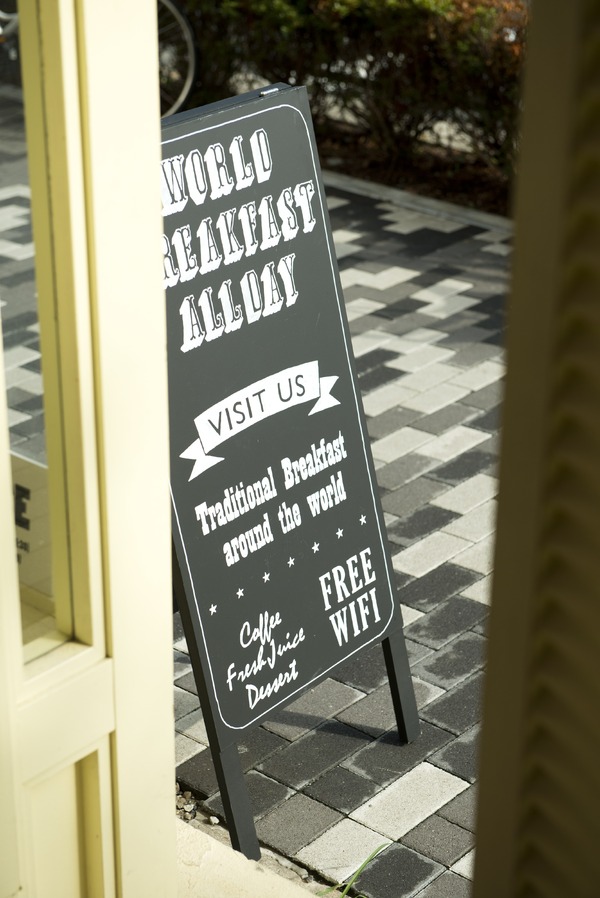 WORLD
BREAKFAST
ALLDAY
VISIT US
Traditional Breakfast
around the world
FREE
WIFI
Coffee
Fresh Juice
Dessert